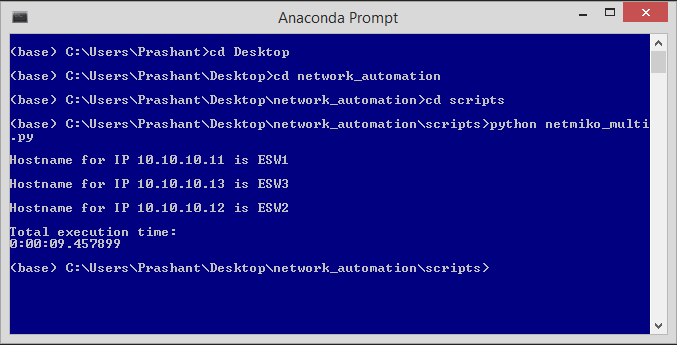 Anaconda Prompt
(base) C:\Users\Prashant>cd Desktop
(base) C:\Users\Prashant\Desktop>cd network_automation
(base) C:\Users\Prashant\Desktop\network_automation>cd scripts
(base) C:\Users\Prashant\Desktop\network_automation\scripts>python netmiko_multi
.py
Hostname for IP 10.10.10.11 is ESW1
Hostname for IP 10.10.10.13 is ESW3
Hostname for IP 10.10.10.12 is ESW2
Total execution time:
0:00:09.457899
(base) C:\Users\Prashant\Desktop\network_automation\scripts>